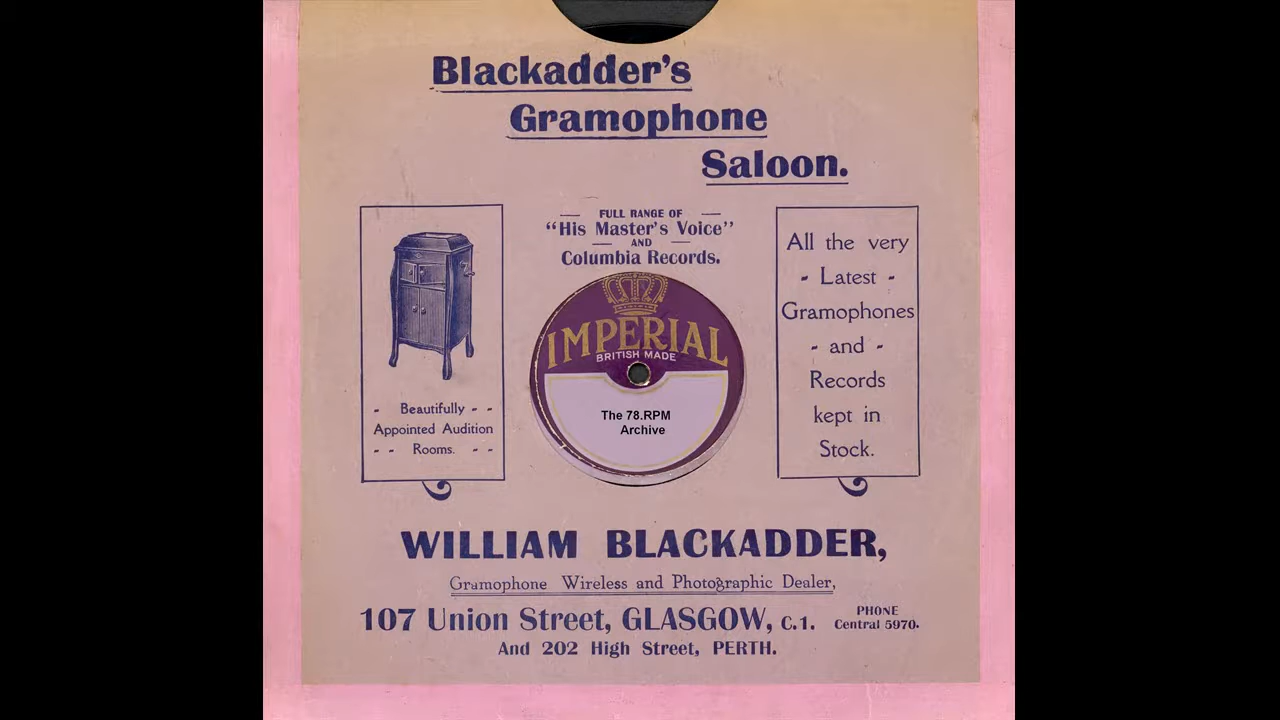 Blackadder's
Gramophone
Saloon.
FULL RANGE OF
"His Master's Voice"
AND
Columbia Records.
- Beautifully - -
Appointed Audition
- - Rooms. - -
IMPERIAL
BRITISH MADE
The 78.RPM
Archive
All the very
- Latest -
Gramophones
- and -
Records
kept in
Stock.
WILLIAM BLACKADDER,
Gramophone Wireless and Photographic Dealer,
107 Union Street, GLASGOW, C.1.
PHONE
Central 5970.
And 202 High Street, PERTH.